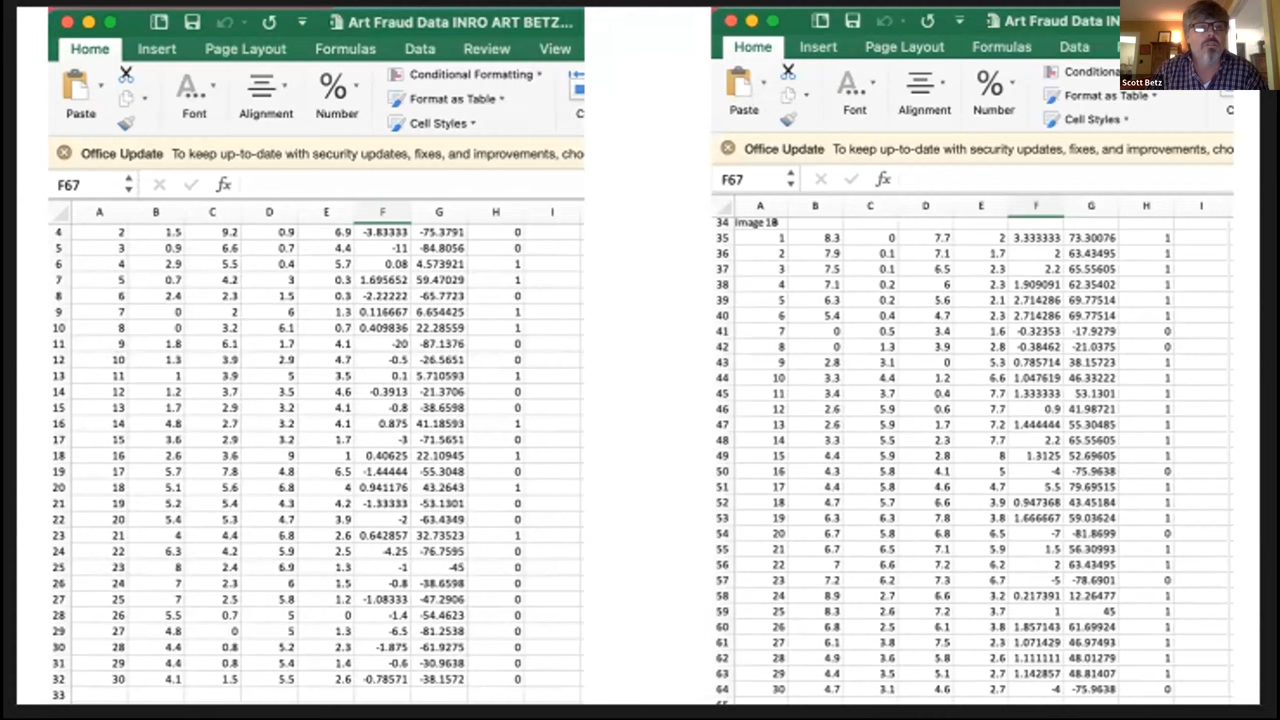 Art Fraud Data INRO ART BETZ...
Home Insert Page Layout Formulas Data Review View
Paste Font Alignment Number
Conditional Formatting
Format as Table
Cell Styles
Office Update To keep up-to-date with security updates, fixes, and improvements, cho
F67 fx
A B C D E F G H I
4 2 1.5 9.2 0.9 6.9 -3.83333 -75.3791 0
5 3 0.9 6.6 0.7 4.4 -11 -84.8056 0
6 4 2.9 5.5 0.4 5.7 0.08 4.573921 1
7 5 0.7 4.2 3 0.3 1.695652 59.47029 1
8 6 2.4 2.3 1.5 0.3 -2.22222 -65.7723 0
9 7 0 2 6 1.3 0.116667 6.654425 1
10 8 0 3.2 6.1 0.7 0.409836 22.28559 1
11 9 1.8 6.1 1.7 4.1 -20 -87.1376 0
12 10 1.3 3.9 2.9 4.7 -0.5 -26.5651 0
13 11 1 3.9 5 3.5 0.1 5.710593 1
14 12 1.2 3.7 3.5 4.6 -0.3913 -21.3706 0
15 13 1.7 2.9 3.2 4.1 -0.8 -38.6598 0
16 14 4.8 2.7 3.2 4.1 0.875 41.18593 1
17 15 3.6 2.9 3.2 1.7 -3 -71.5651 0
18 16 2.6 3.6 9 1 0.40625 22.10945 1
19 17 5.7 7.8 4.8 6.5 -1.44444 -55.3048 0
20 18 5.1 5.6 6.8 4 0.941176 43.2643 1
21 19 5.2 5.4 4.3 4.2 -1.33333 -53.1301 0
22 20 5.4 5.3 4.7 3.9 -2 -63.4349 0
23 21 4 4.4 6.8 2.6 0.642857 32.73523 1
24 22 6.3 4.2 5.9 2.5 -4.25 -76.7595 0
25 23 8 2.4 6.9 1.3 -1 -45 0
26 24 7 2.3 6 1.5 -0.8 -38.6598 0
27 25 7 2.5 5.8 1.2 -1.08333 -47.2906 0
28 26 5.5 0.7 5 0 -1.4 -54.4623 0
29 27 4.8 0 5 1.3 -6.5 -81.2538 0
30 28 4.4 0.8 5.2 2.3 -1.875 -61.9275 0
31 29 4.4 0.8 5.4 1.4 -0.6 -30.9638 0
32 30 4.1 1.5 5.5 2.6 -0.78571 -38.1572 0
33
Art Fraud Data IN
Home Insert Page Layout Formulas Data
Paste Font Alignment Number
Conditiona
Format as Table
Cell Styles
Scott Betz
Office Update To keep up-to-date with security updates, fixes, and improvements, cho
F67 fx
A B C D E F G H I
34 Image 1B
35 1 8.3 0 7.7 2 3.333333 73.30076 1
36 2 7.9 0.1 7.1 1.7 2 63.43495 1
37 3 7.5 0.1 6.5 2.3 2.2 65.55605 1
38 4 7.1 0.2 6 2.3 1.909091 62.35402 1
39 5 6.3 0.2 5.6 2.1 2.714286 69.77514 1
40 6 5.4 0.4 4.7 2.3 2.714286 69.77514 1
41 7 0 0.5 3.4 1.6 -0.32353 -17.9279 0
42 8 0 1.3 3.9 2.8 -0.38462 -21.0375 0
43 9 2.8 3.1 0 5.3 0.785714 38.15723 1
44 10 3.3 4.4 1.2 6.6 1.047619 46.33222 1
45 11 3.4 3.7 0.4 7.7 1.333333 53.1301 1
46 12 2.6 5.9 0.6 7.7 0.9 41.98721 1
47 13 2.6 5.9 1.7 7.2 1.444444 55.30485 1
48 14 3.3 5.5 2.3 7.7 2.2 65.55605 1
49 15 4.4 5.9 2.8 8 1.3125 52.69605 1
50 16 4.3 5.8 4.1 5 -4 -75.9638 0
51 17 4.4 5.8 4.6 4.7 5.5 79.69515 1
52 18 4.7 5.7 6.6 3.9 0.947368 43.45184 1
53 19 6.3 6.3 7.8 3.8 1.666667 59.03624 1
54 20 6.7 5.8 6.8 6.5 -7 -81.8699 0
55 21 6.7 6.5 7.1 5.9 1.5 56.30993 1
56 22 7 6.6 7.2 6.2 2 63.43495 1
57 23 7.2 6.2 7.3 6.7 -5 -78.6901 0
58 24 8.9 2.7 6.6 3.2 0.217391 12.26477 1
59 25 8.3 2.6 7.2 3.7 1 45 1
60 26 6.8 2.5 6.1 3.8 1.857143 61.69924 1
61 27 6.1 3.8 7.5 2.3 1.071429 46.97493 1
62 28 4.9 3.6 5.8 2.6 1.111111 48.01279 1
63 29 4.4 3.5 5.1 2.7 1.142857 48.81407 1
64 30 4.7 3.1 4.6 2.7 -4 -75.9638 0